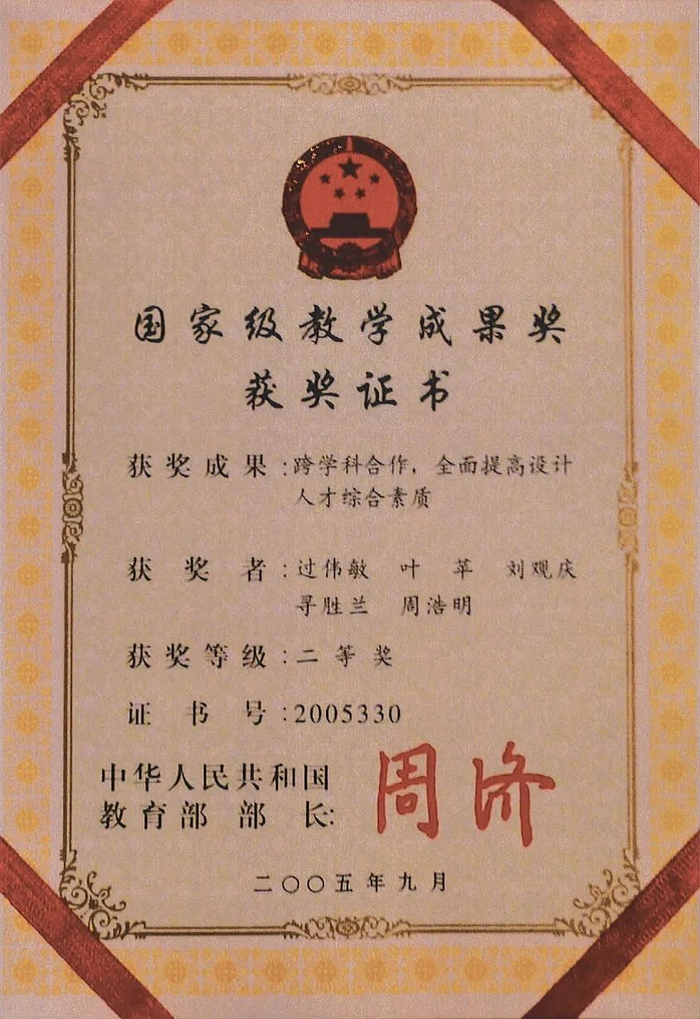 国家级教学成果奖
获奖证书
获奖成果:跨学科合作,全面提高设计
人才综合素质
获奖者:过伟敏 叶苹 刘观庆
寻胜兰 周浩明
获奖等级:二等奖
证书号:2005330
中华人民共和国
教育部部长:
周济
二〇〇五年九月